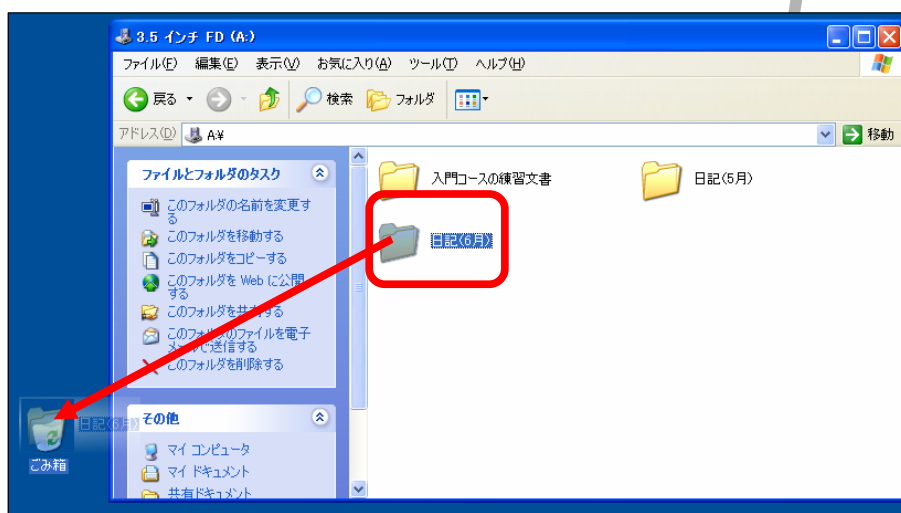 3.5 インチ FD (A:)
ファイル(F) 編集(E) 表示(V) お気に入り(A) ツール(T) ヘルプ(H)
戻る 検索 フォルダ
アドレス(D) A:¥ 移動
ファイルとフォルダのタスク
このフォルダの名前を変更す
る
このフォルダを移動する
このフォルダをコピーする
このフォルダを Web に公開
する
このフォルダを共有する
このフォルダのファイルを電子
メールで送信する
このフォルダを削除する
その他
マイ コンピュータ
マイ ドキュメント
共有ドキュメント
入門コースの練習文書 日記(5月)
日記(6月)
日記(6月)
ごみ箱